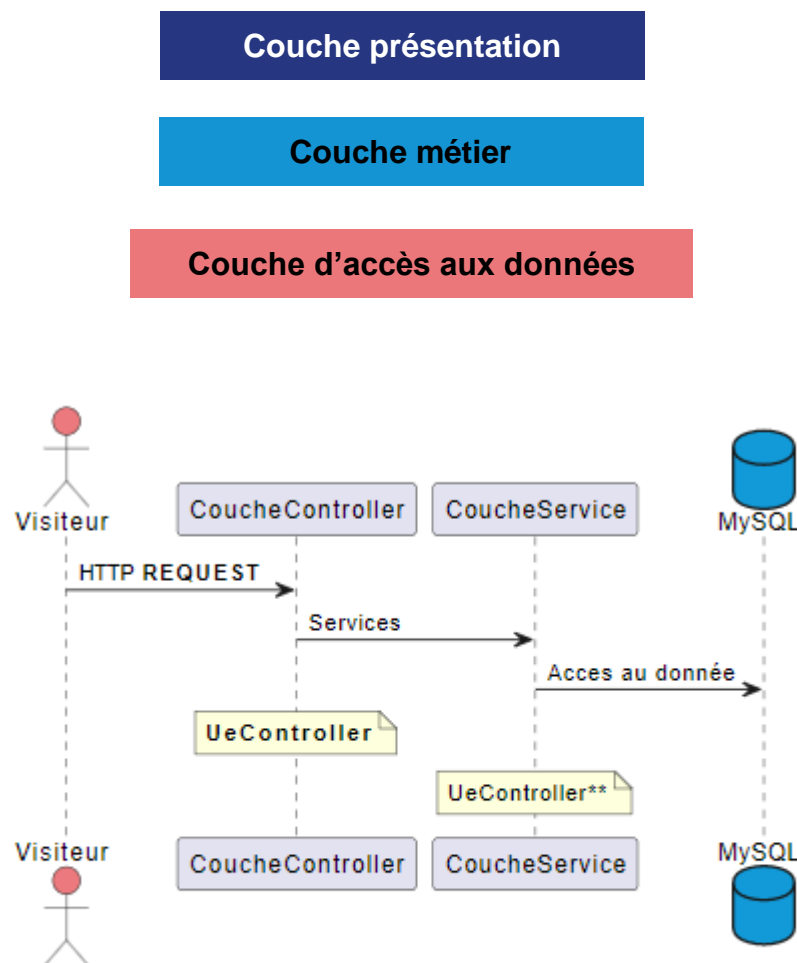 Couche présentation
Couche métier
Couche d'accès aux données
Visiteur
CoucheController
CoucheService
MySQL
HTTP REQUEST
Services
Acces au donnée
UeController
UeController**
Visiteur
CoucheController
CoucheService
MySQL